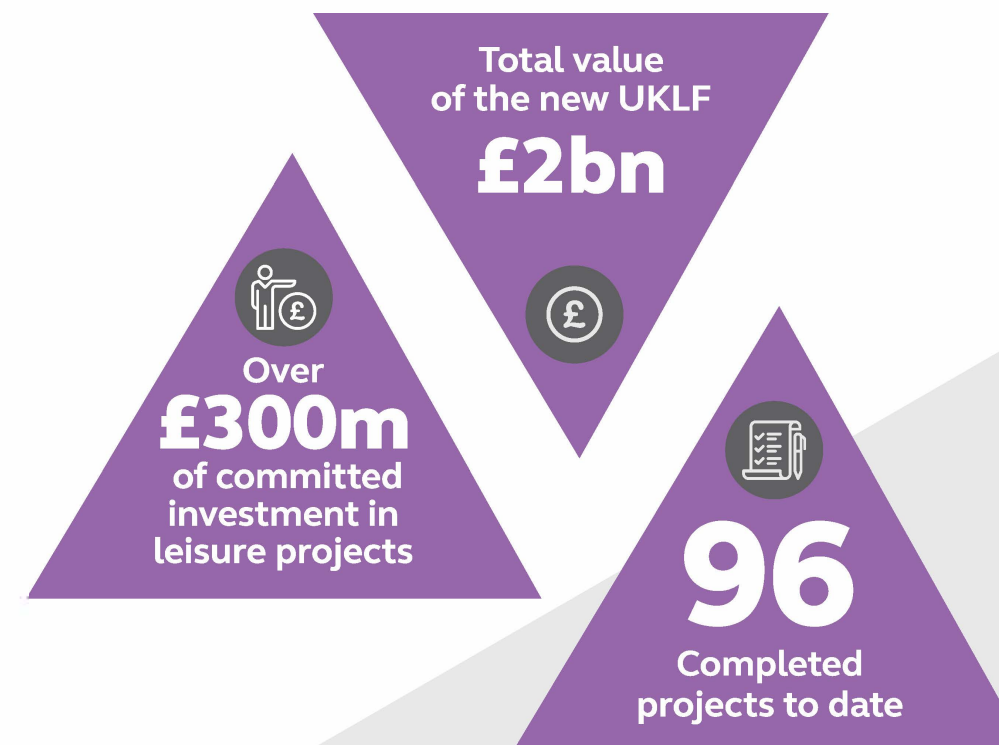 Total value
of the new UKLF
£2bn
£
£
Over
£300m
of committed
investment in
leisure projects
96
Completed
projects to date